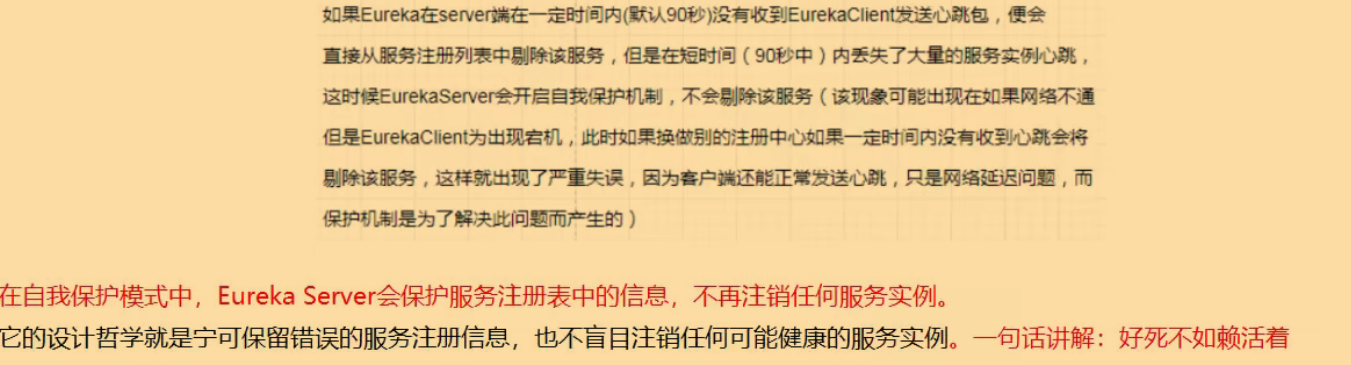 如果Eureka在server端在一定时间内(默认90秒)没有收到EurekaClient发送心跳包，便会
直接从服务注册列表中剔除该服务，但是在短时间（90秒中）内丢失了大量的服务实例心跳，
这时候EurekaServer会开启自我保护机制，不会剔除该服务（该现象可能出现在如果网络不通
但是EurekaClient为出现宕机，此时如果换做别的注册中心如果一定时间内没有收到心跳会将
剔除该服务，这样就出现了严重失误，因为客户端还能正常发送心跳，只是网络延迟问题，而
保护机制是为了解决此问题而产生的）
在自我保护模式中，Eureka Server会保护服务注册表中的信息，不再注销任何服务实例。
它的设计哲学就是宁可保留错误的服务注册信息，也不盲目注销任何可能健康的服务实例。一句话讲解：好死不如赖活着